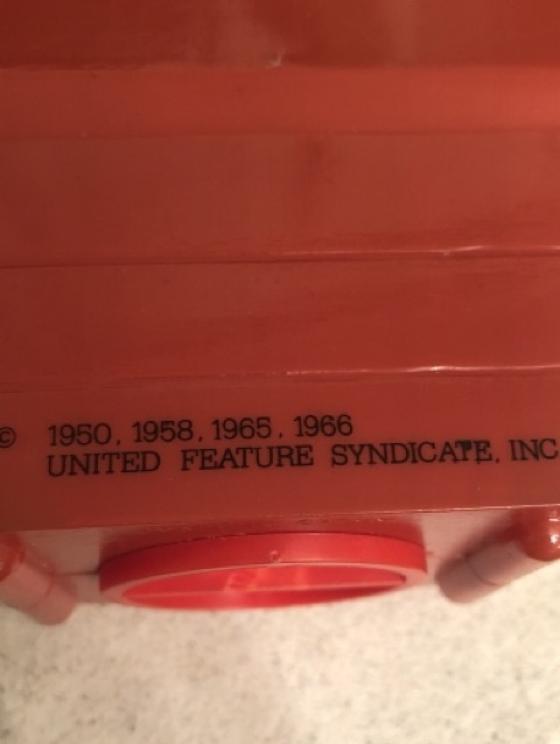 © 1950, 1958, 1965, 1966
UNITED FEATURE SYNDICATE, INC